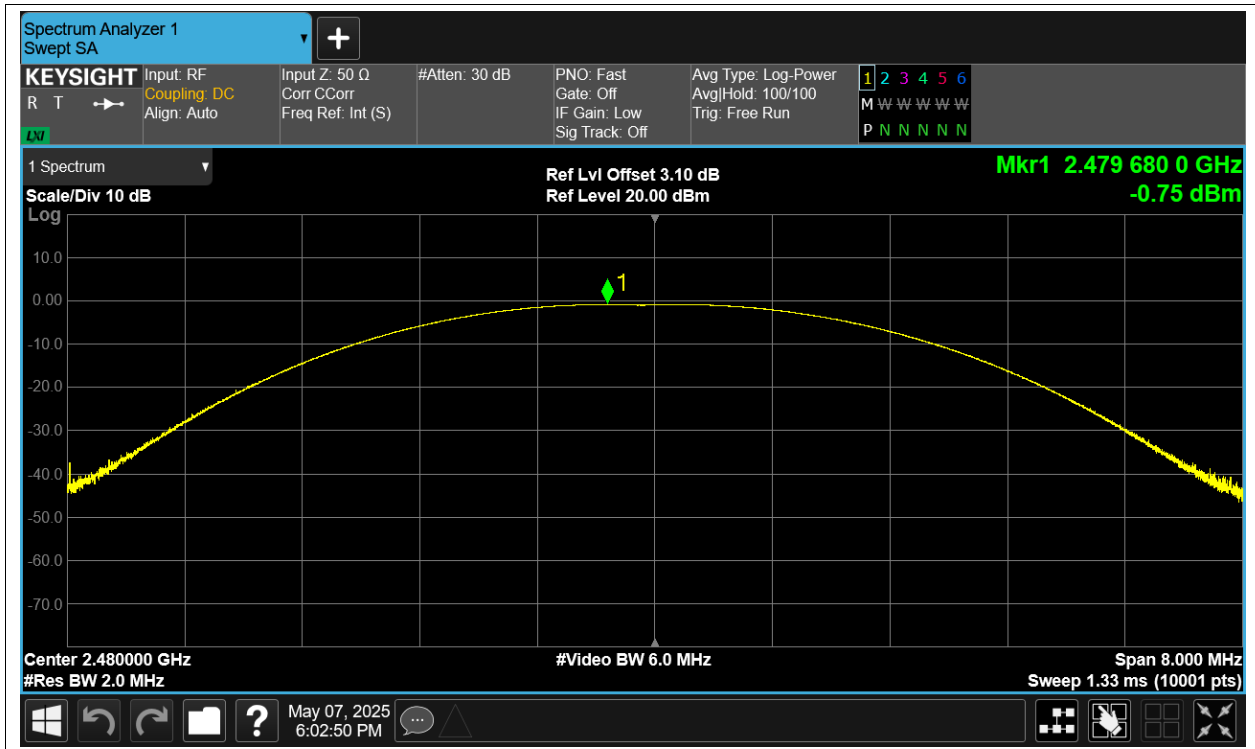 Spectrum Analyzer 1
Swept SA
+
KEYSIGHT
R T
LXI
Input: RF
Coupling: DC
Align: Auto
Input Z: 50 Ω
Corr CCorr
Freq Ref: Int (S)
#Atten: 30 dB
PNO: Fast
Gate: Off
IF Gain: Low
Sig Track: Off
Avg Type: Log-Power
Avg|Hold: 100/100
Trig: Free Run
1 2 3 4 5 6
M W W W W W
P N N N N N
1 Spectrum
Scale/Div 10 dB
Log
Ref Lvl Offset 3.10 dB
Ref Level 20.00 dBm
Mkr1 2.479 680 0 GHz
-0.75 dBm
10.0
0.00
-10.0
-20.0
-30.0
-40.0
-50.0
-60.0
-70.0
1
Center 2.480000 GHz
#Res BW 2.0 MHz
#Video BW 6.0 MHz
Span 8.000 MHz
Sweep 1.33 ms (10001 pts)
?
May 07, 2025
6:02:50 PM